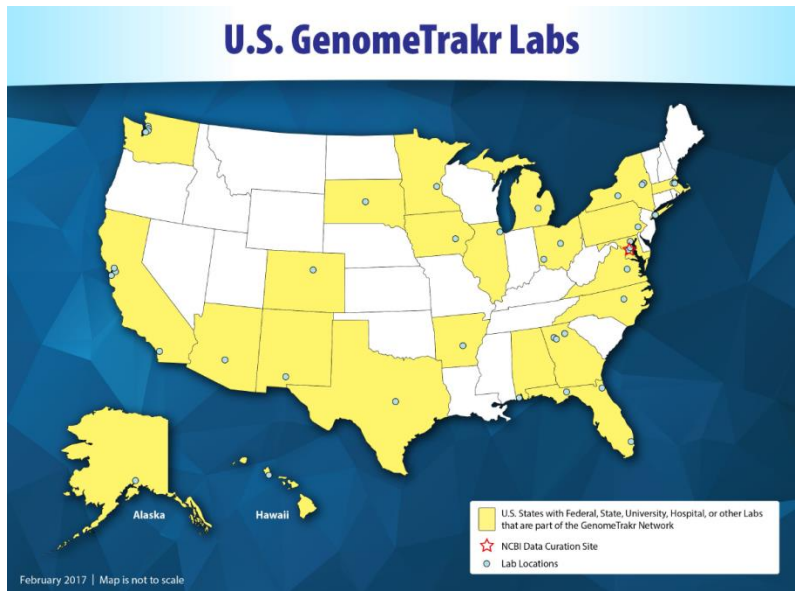 U.S. GenomeTrakr Labs
Alaska
Hawaii
U.S. States with Federal, State, University, Hospital, or other Labs
that are part of the GenomeTrakr Network
NCBI Data Curation Site
Lab Locations
February 2017 | Map is not to scale